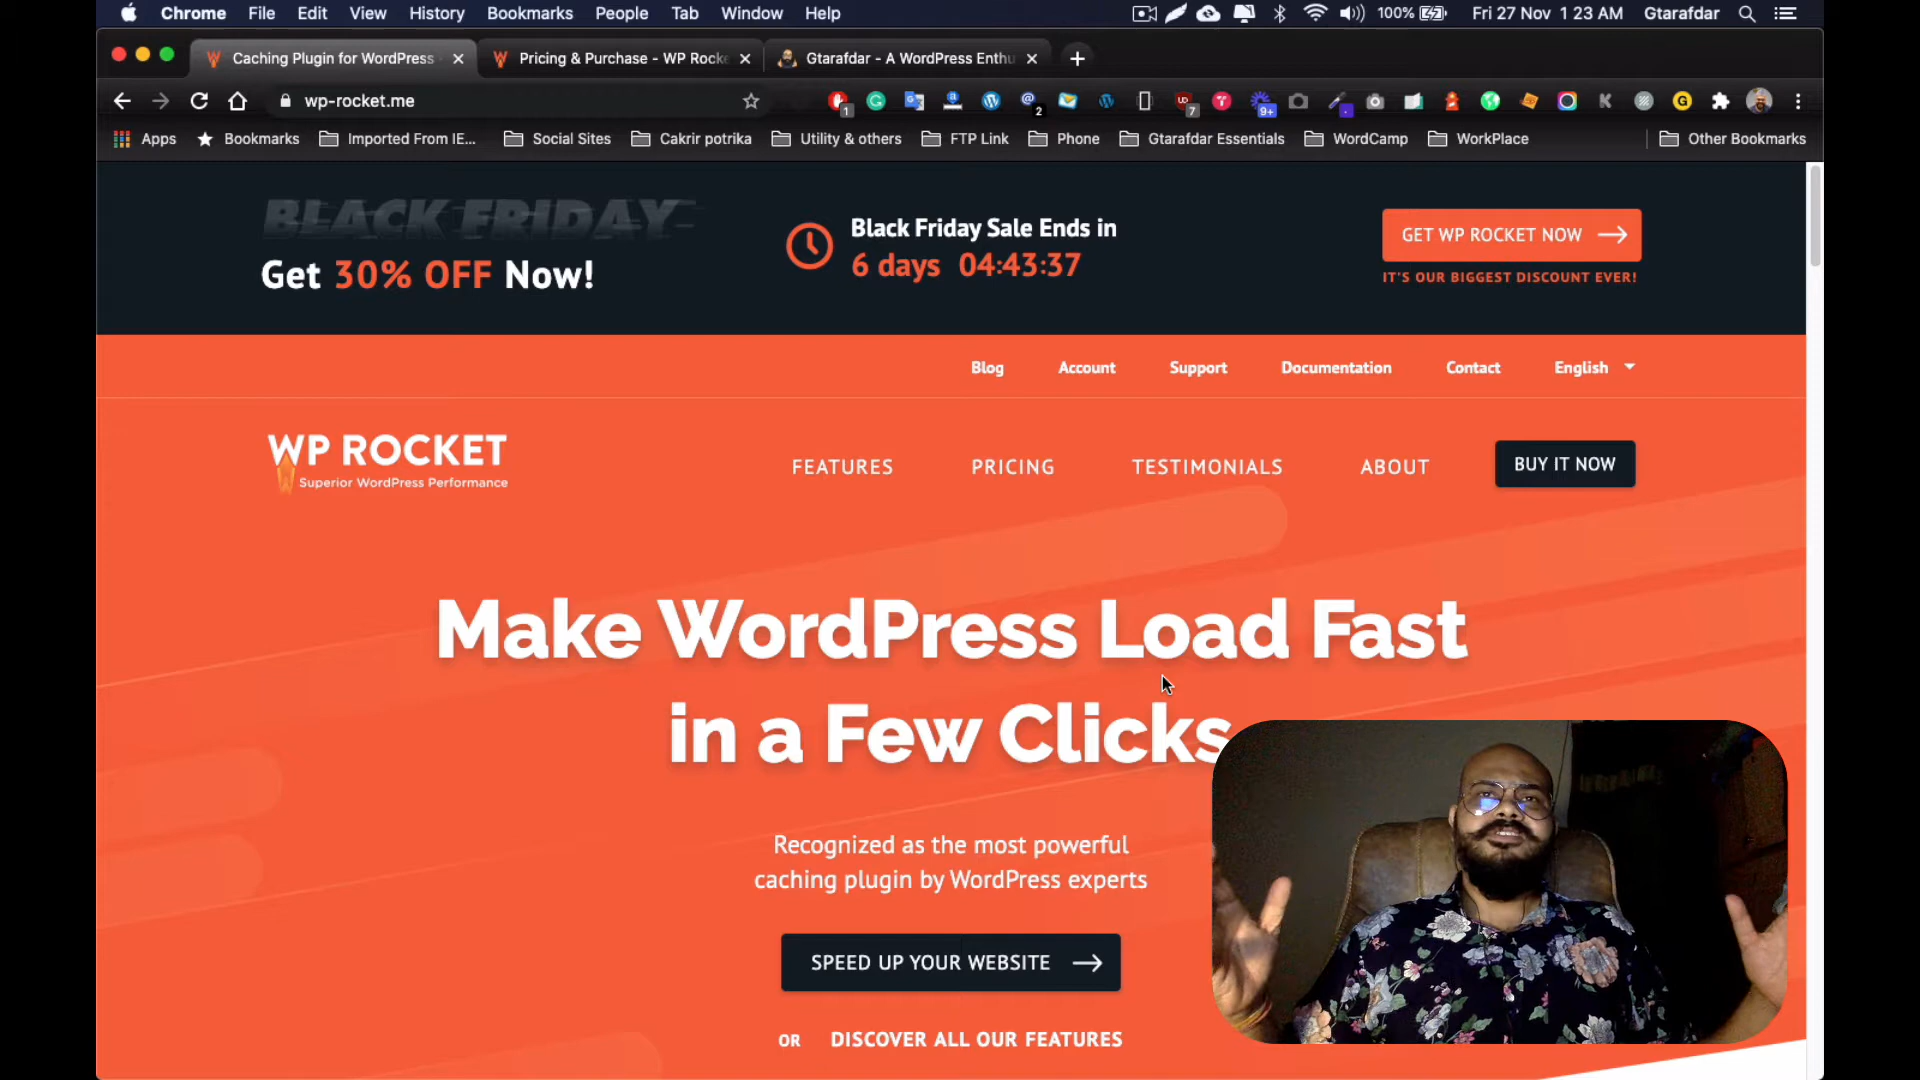 Chrome File Edit View History Bookmarks People Tab Window Help 100% Fri 27 Nov 1 23 AM Gtarafdar
Caching Plugin for WordPress Pricing & Purchase - WP Rocke Gtarafdar - A WordPress Enthu
wp-rocket.me 1 2 7 9+
Apps Bookmarks Imported From IE... Social Sites Cakrir potrika Utility & others FTP Link Phone Gtarafdar Essentials WordCamp WorkPlace Other Bookmarks
BLACK FRIDAY
Get 30% OFF Now!
Black Friday Sale Ends in
6 days 04:43:37
GET WP ROCKET NOW
IT'S OUR BIGGEST DISCOUNT EVER!
Blog Account Support Documentation Contact English
WP ROCKET
Superior WordPress Performance
FEATURES PRICING TESTIMONIALS ABOUT BUY IT NOW
Make WordPress Load Fast
in a Few Clicks
Recognized as the most powerful
caching plugin by WordPress experts
SPEED UP YOUR WEBSITE
OR DISCOVER ALL OUR FEATURES